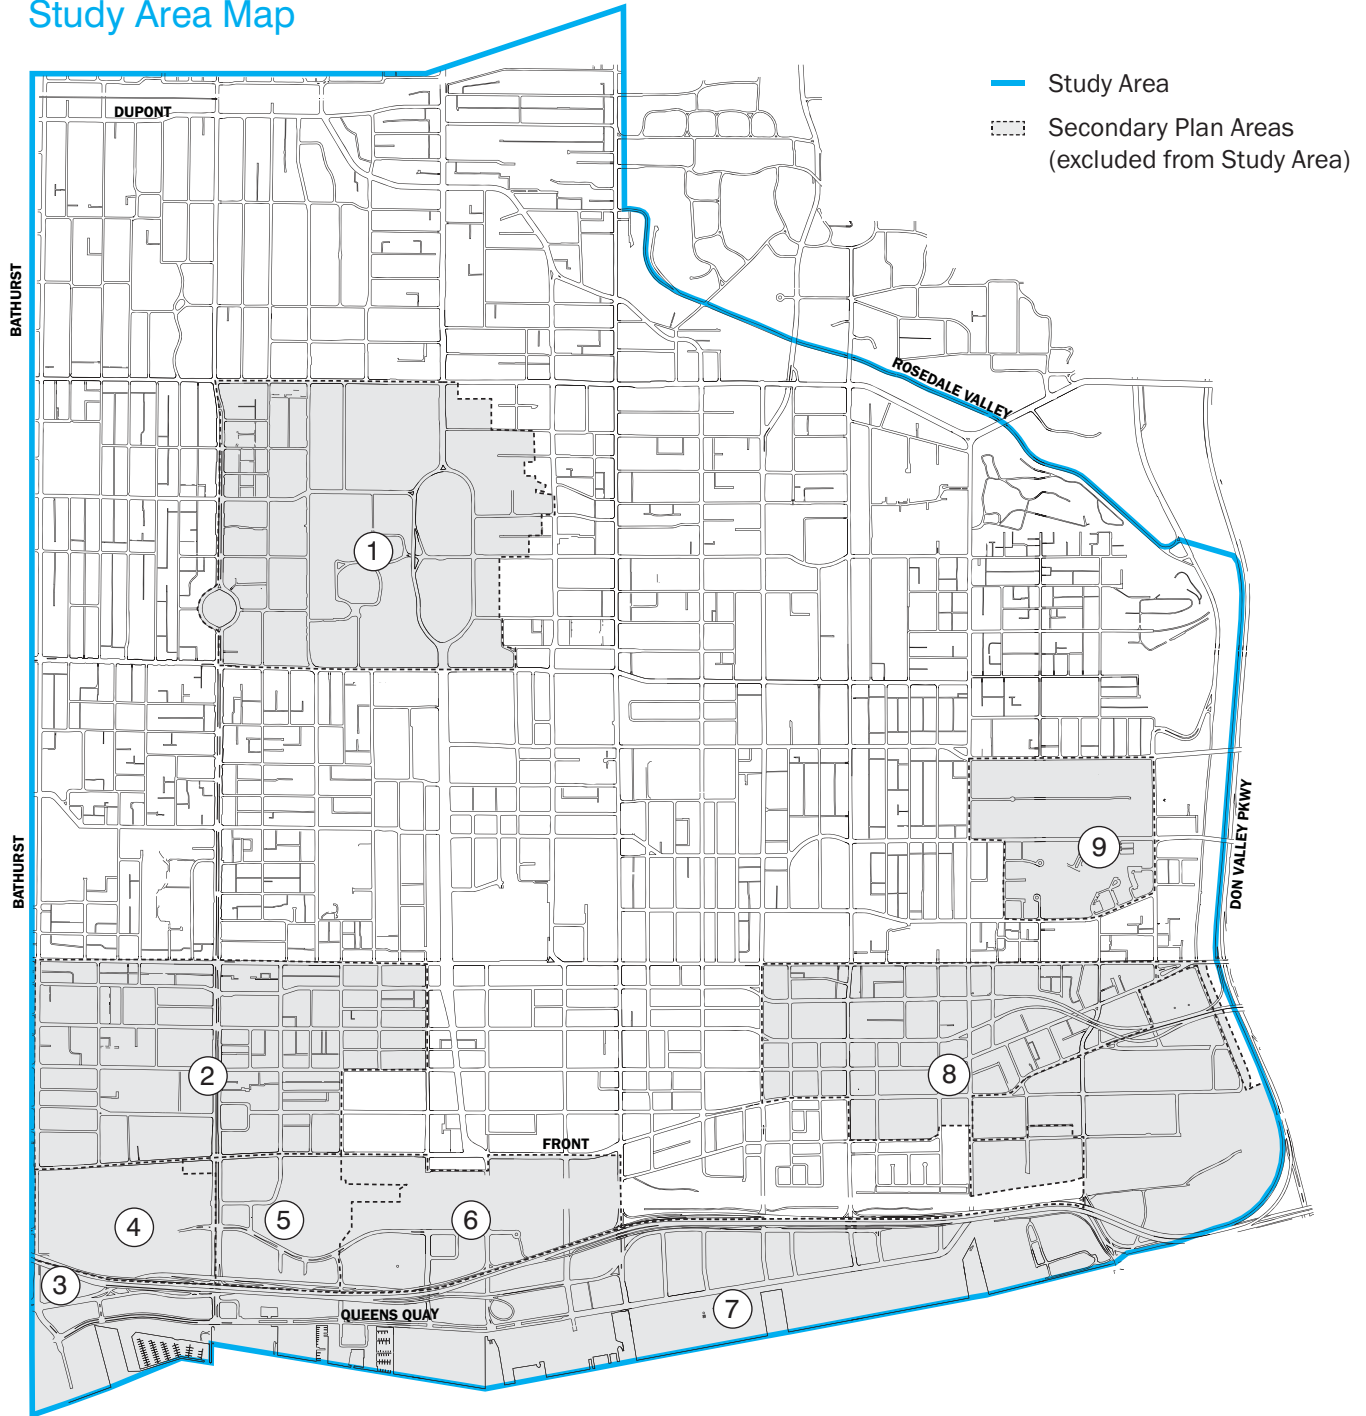 Study Area Map
Study Area
Secondary Plan Areas
(excluded from Study Area)
DUPONT
BATHURST
ROSEDALE VALLEY
1
BATHURST
DON VALLEY PKWY
9
2
8
FRONT
4
5
6
3
7
QUEENS QUAY